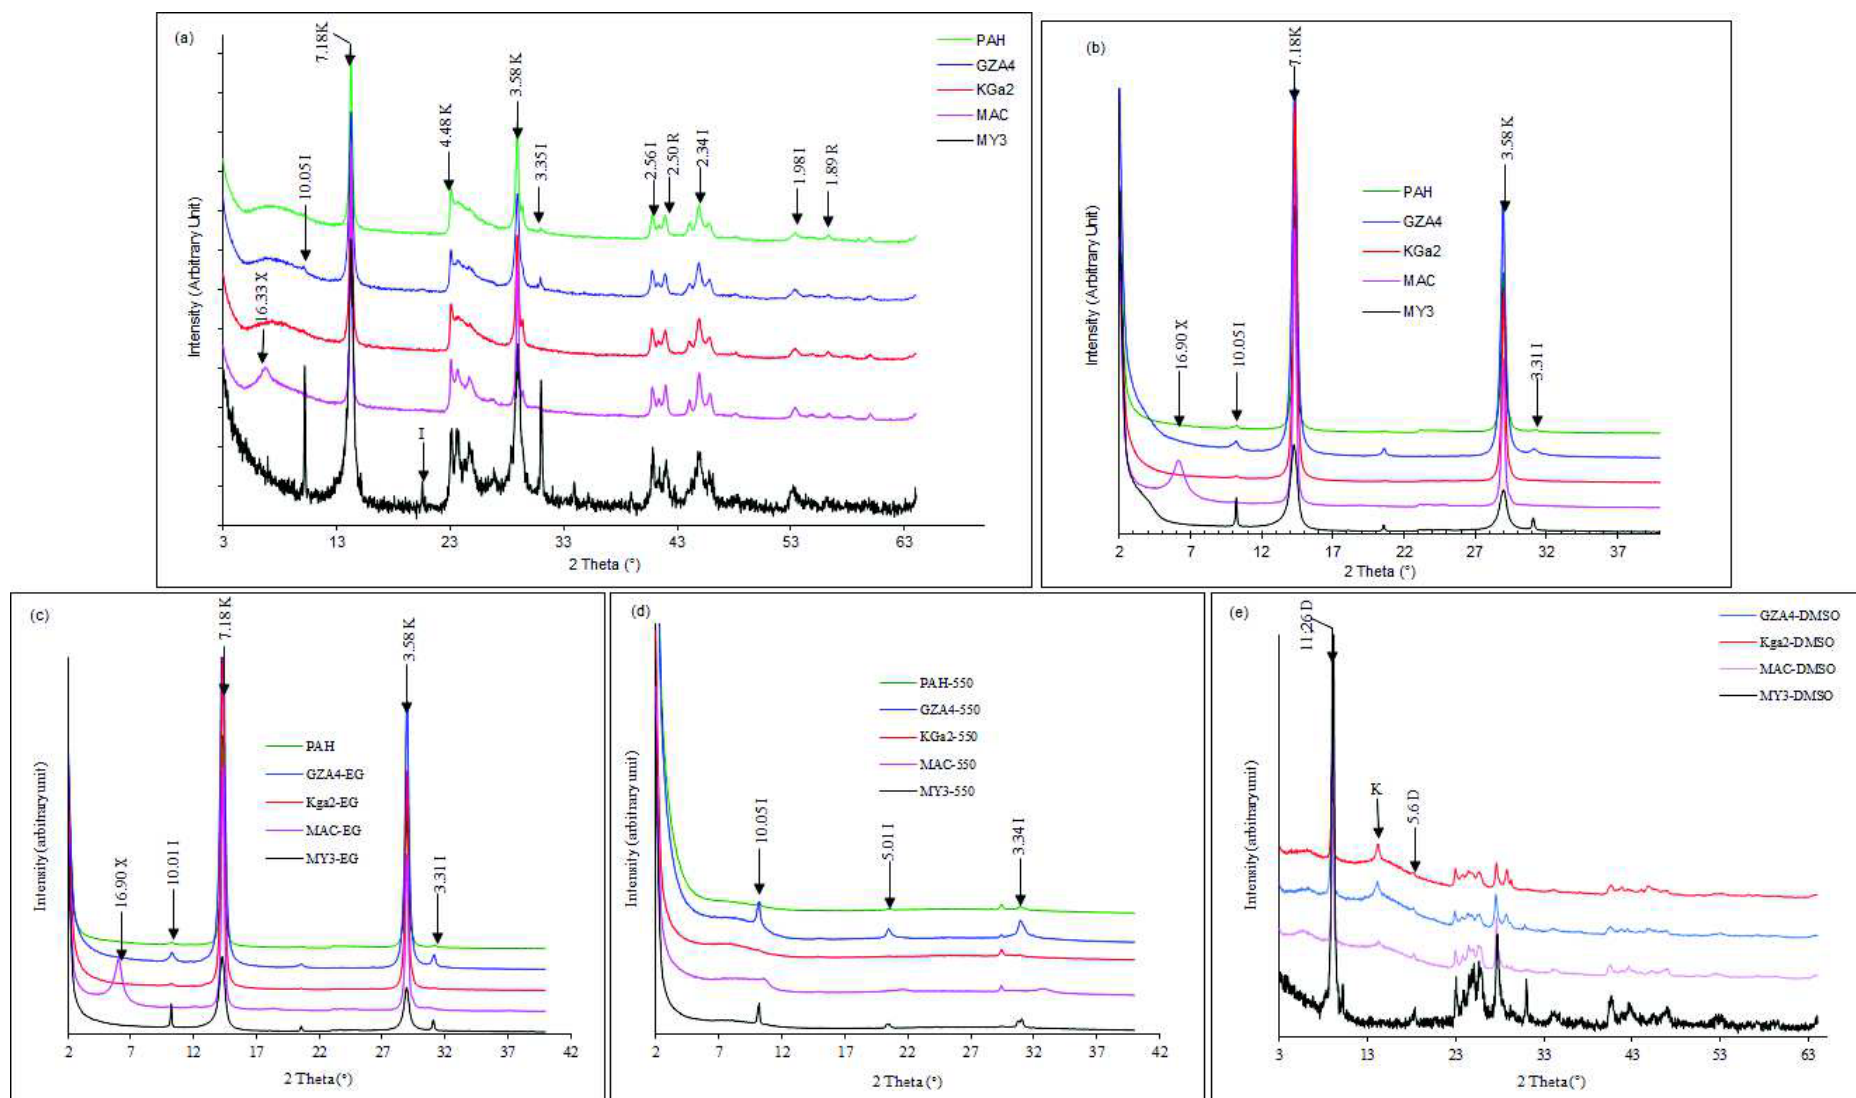 (a)
7.18K
10.05 I
16.33 X
I
4.48 K
3.58 K
3.35 I
2.56 I
2.50 R
2.34 I
1.98 I
1.89 R
PAH
GZA4
KGa2
MAC
MY3
Intensity (Arbitrary Unit)
3 13 23 33 43 53 63
2 Theta (°)
(b)
7.18K
3.58 K
16.90 X
10.05 I
3.31 I
PAH
GZA4
KGa2
MAC
MY3
Intensity (Arbitrary Unit)
2 7 12 17 22 27 32 37
2 Theta (°)
(c)
7.18 K
3.58 K
16.90 X
10.01 I
3.31 I
PAH
GZA4-EG
Kga2-EG
MAC-EG
MY3-EG
Intensity (arbitrary unit)
2 7 12 17 22 27 32 37 42
2 Theta (°)
(d)
PAH-550
GZA4-550
KGa2-550
MAC-550
MY3-550
10.05 I
5.01 I
3.34 I
Intensity (arbitrary unit)
2 7 12 17 22 27 32 37 42
2 Theta (°)
(e)
11.26 D
K
5.6 D
GZA4-DMSO
Kga2-DMSO
MAC-DMSO
MY3-DMSO
Intensity (arbitrary unit)
3 13 23 33 43 53 63
2 Theta (°)